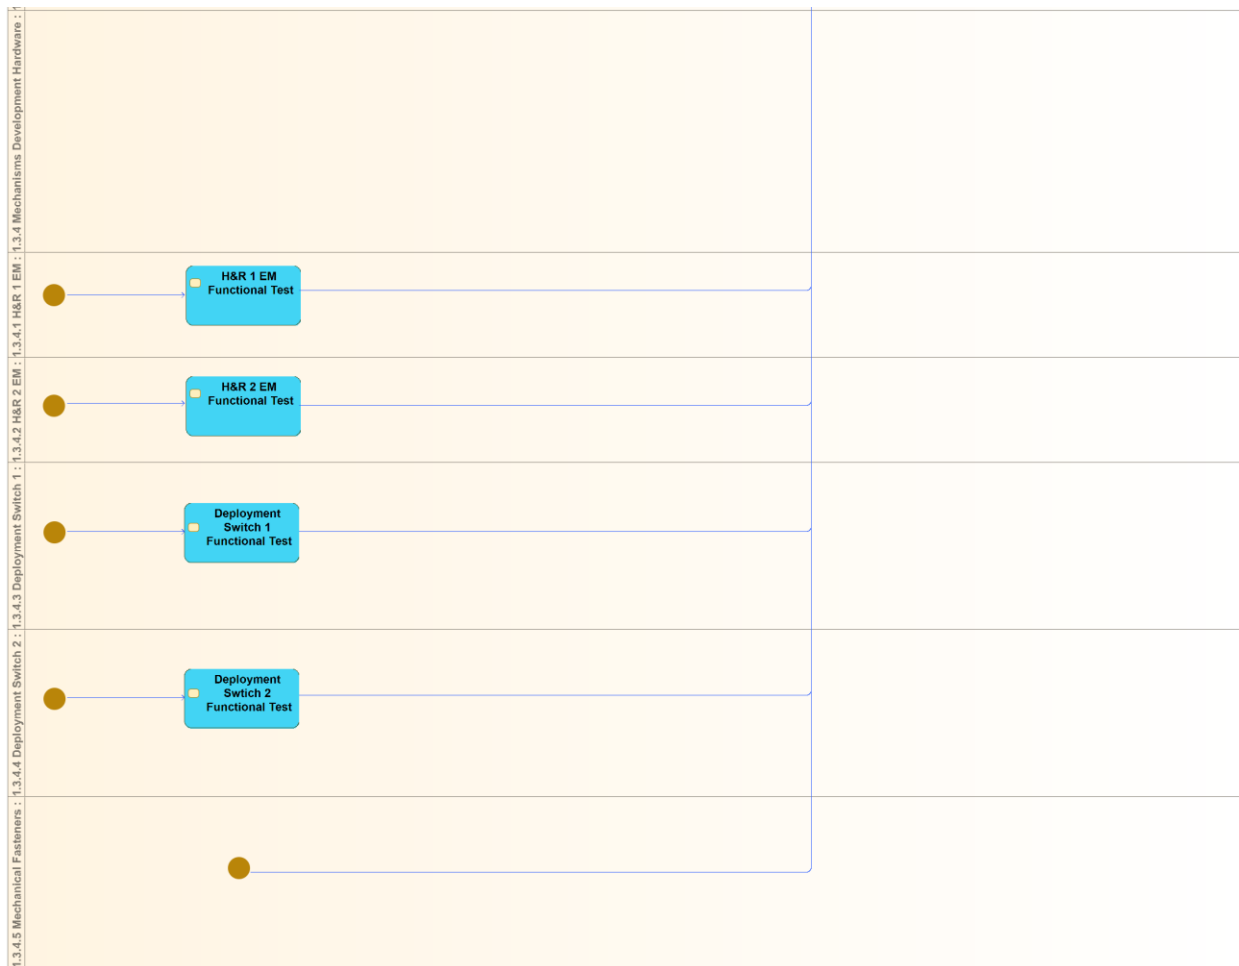 1.3.4 Mechanisms Development Hardware : 1
1.3.4.1 H&R 1 EM :
H&R 1 EM
Functional Test
1.3.4.2 H&R 2 EM :
H&R 2 EM
Functional Test
1.3.4.3 Deployment Switch 1 :
Deployment
Switch 1
Functional Test
1.3.4.4 Deployment Switch 2 :
Deployment
Swtich 2
Functional Test
1.3.4.5 Mechanical Fasteners :